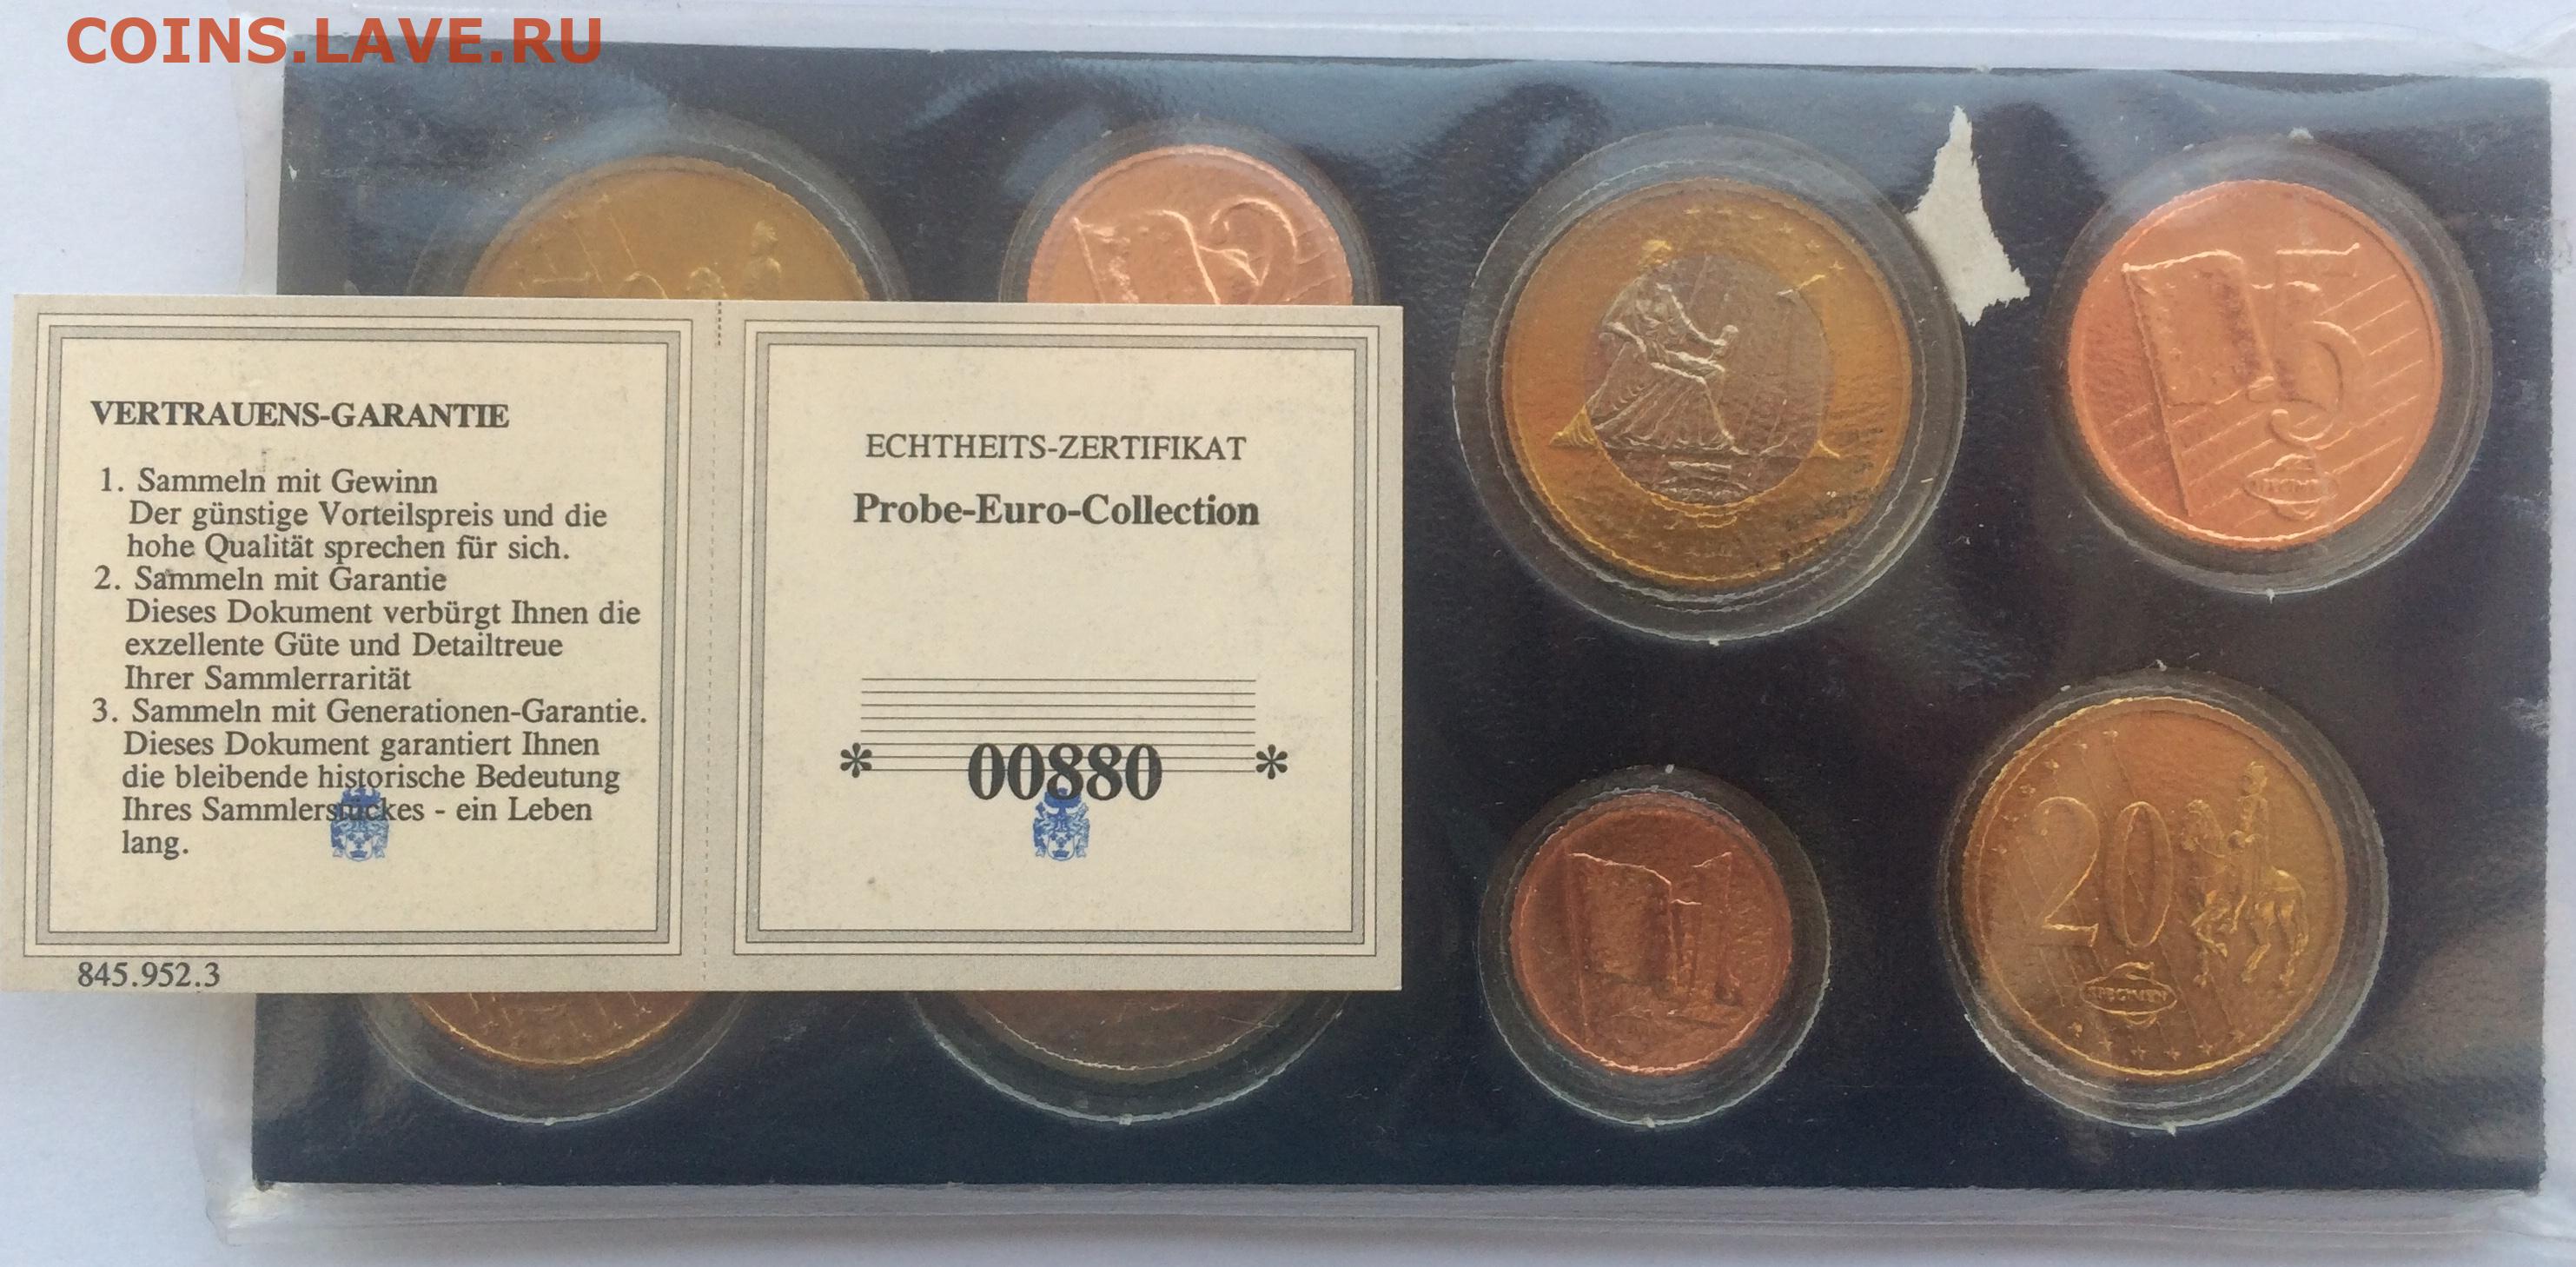 COINS.LAVE.RU
VERTRAUENS-GARANTIE
1. Sammeln mit Gewinn
Der günstige Vorteilspreis und die
hohe Qualität sprechen für sich.
2. Sammeln mit Garantie
Dieses Dokument verbürgt Ihnen die
exzellente Güte und Detailtreue
Ihrer Sammlerrarität
3. Sammeln mit Generationen-Garantie.
Dieses Dokument garantiert Ihnen
die bleibende historische Bedeutung
Ihres Sammlerstückes - ein Leben
lang.
845.952.3
ECHTHEITS-ZERTIFIKAT
Probe-Euro-Collection
* 00880 *
2
5
1
20
SPECIMEN